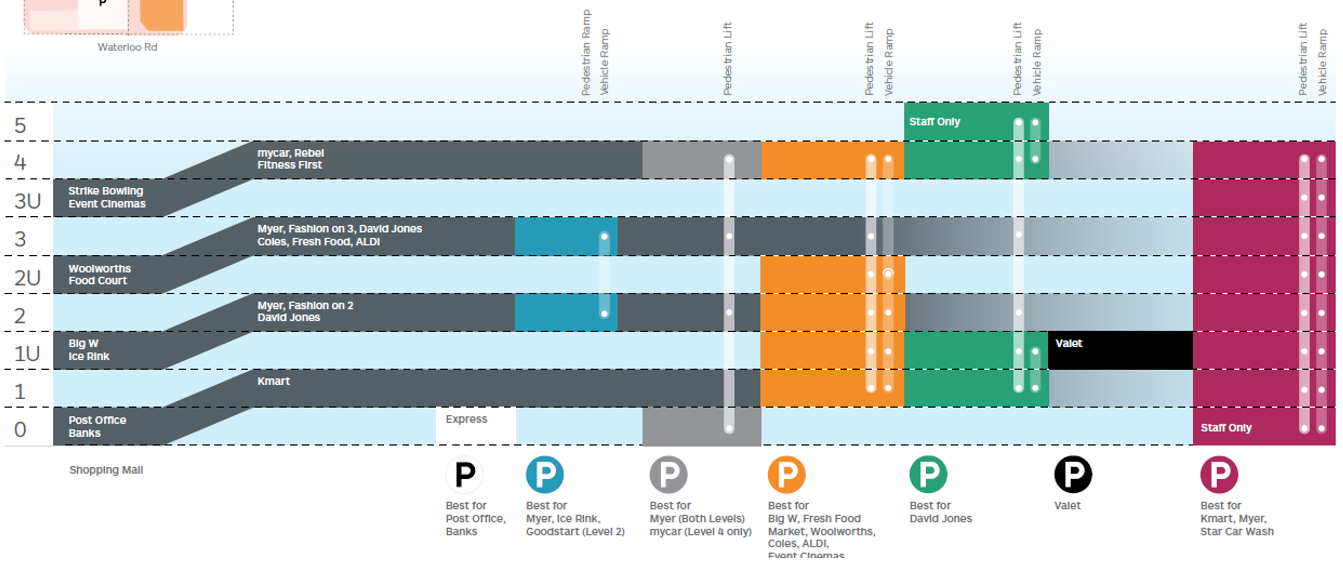 P
Waterloo Rd
Pedestrian Ramp
Vehicle Ramp
Pedestrian Lift
Pedestrian Lift
Vehicle Ramp
Pedestrian Lift
Vehicle Ramp
Pedestrian Lift
Vehicle Ramp
5
Staff Only
4
mycar, Rebel
Fitness First
3U
Strike Bowling
Event Cinemas
3
Myer, Fashion on 3, David Jones
Coles, Fresh Food, ALDI
2U
Woolworths
Food Court
2
Myer, Fashion on 2
David Jones
1U
Big W
Ice Rink
Valet
1
Kmart
0
Post Office
Banks
Express
Staff Only
Shopping Mall
P
Best for
Post Office,
Banks
P
Best for
Myer, Ice Rink,
Goodstart (Level 2)
P
Best for
Myer (Both Levels)
mycar (Level 4 only)
P
Best for
Big W, Fresh Food
Market, Woolworths,
Coles, ALDI,
Event Cinemas
P
Best for
David Jones
P
Valet
P
Best for
Kmart, Myer,
Star Car Wash